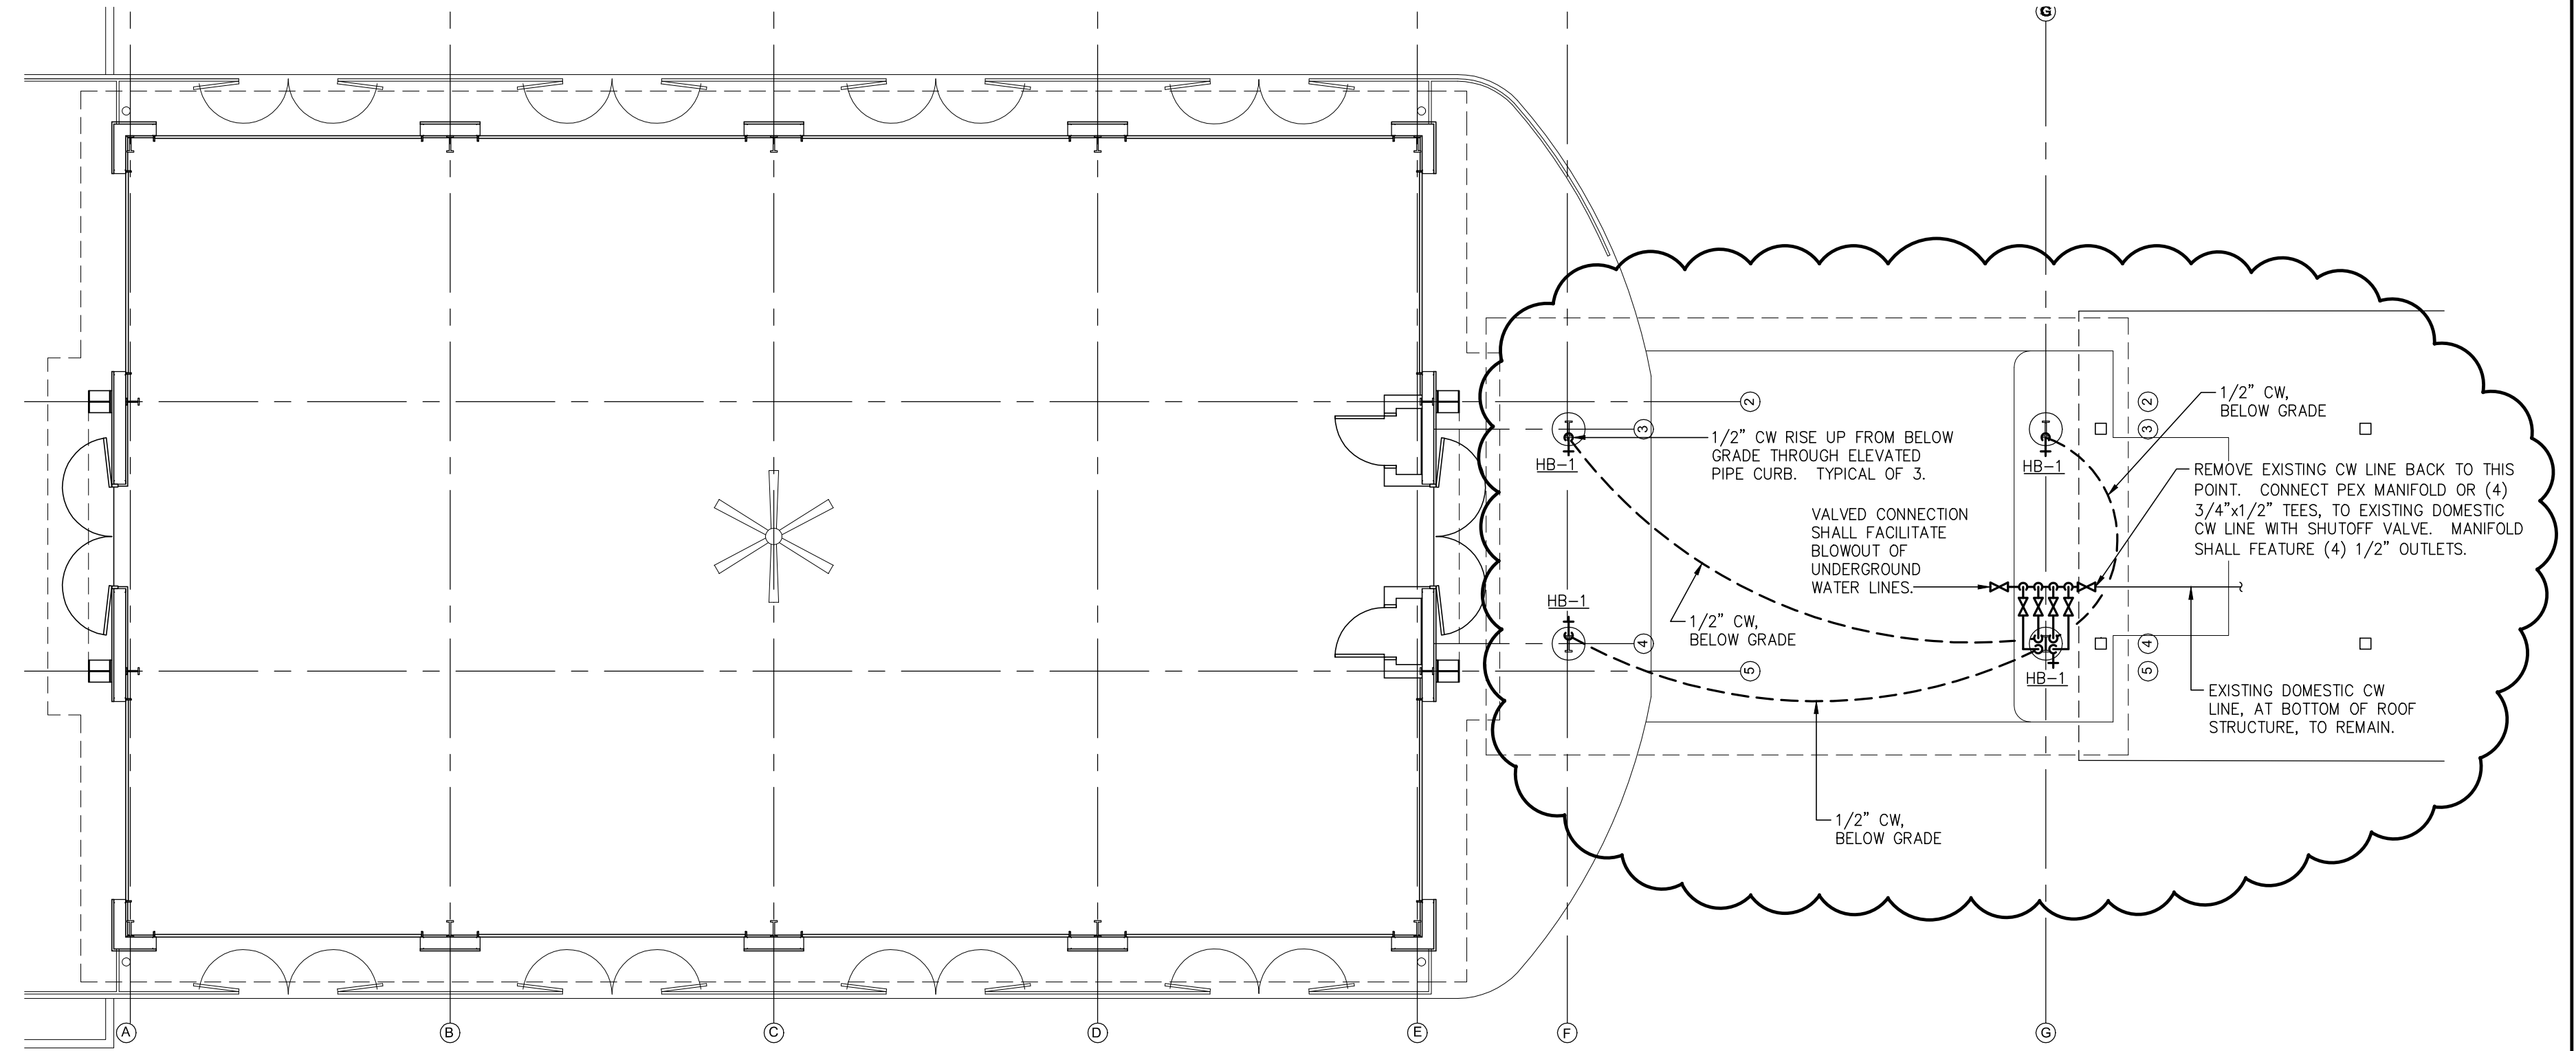 G
2
3
4
5
2
3
4
5
1/2" CW,
BELOW GRADE
1/2" CW RISE UP FROM BELOW
GRADE THROUGH ELEVATED
PIPE CURB. TYPICAL OF 3.
HB-1
HB-1
REMOVE EXISTING CW LINE BACK TO THIS
POINT. CONNECT PEX MANIFOLD OR (4)
3/4"x1/2" TEES, TO EXISTING DOMESTIC
CW LINE WITH SHUTOFF VALVE. MANIFOLD
SHALL FEATURE (4) 1/2" OUTLETS.
VALVED CONNECTION
SHALL FACILITATE
BLOWOUT OF
UNDERGROUND
WATER LINES.
HB-1
1/2" CW,
BELOW GRADE
HB-1
EXISTING DOMESTIC CW
LINE, AT BOTTOM OF ROOF
STRUCTURE, TO REMAIN.
1/2" CW,
BELOW GRADE
A
B
C
D
E
F
G